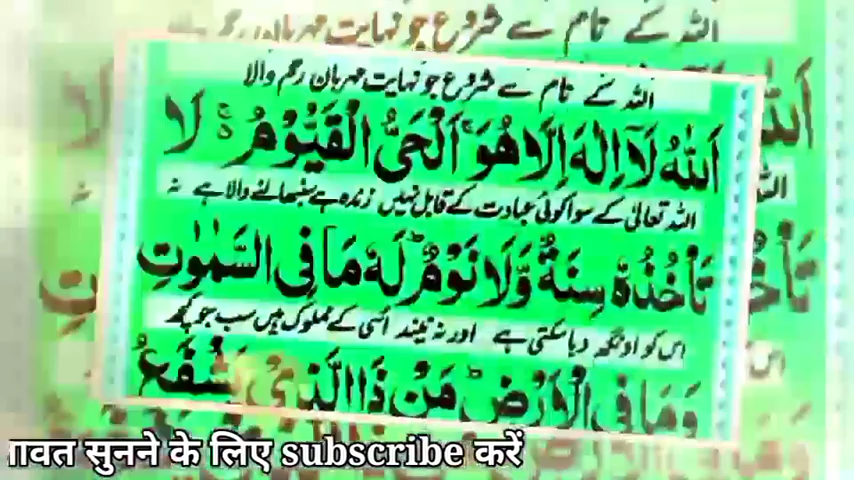 اللہ کے نام سے شروع جو نہایت مہربان رحم والا
اَللّٰهُ لَاۤ اِلٰهَ اِلَّا هُوَۚ اَلْحَیُّ الْقَیُّوْمُ ۬ۚ لَا
اللہ تعالیٰ کے سوا کوئی عبادت کے قابل نہیں زندہ ہے سنبھالنے والا ہے نہ
تَاْخُذُهٗ سِنَةٌ وَّلَا نَوْمٌؕ لَهٗ مَا فِی السَّمٰوٰتِ
اس کو اونگھ دبا سکتی ہے اور نہ نیند اسی کے مملوک ہیں سب جو کچھ
وَمَا فِی الْاَرْضِؕ مَنْ ذَا الَّذِیْ یَشْفَعُ
ावत सुनने के लिए subscribe करें